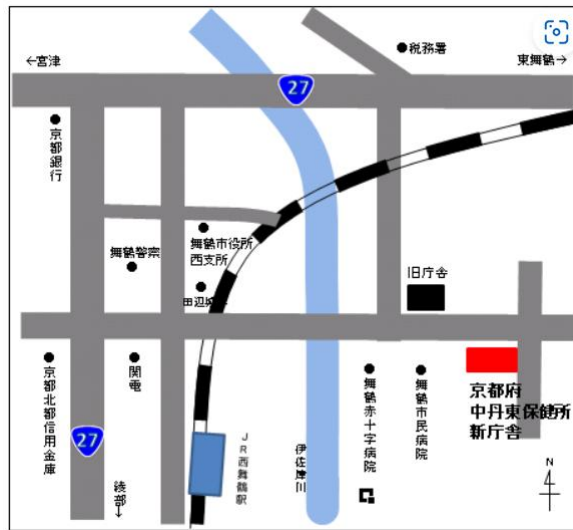 税務署
←宮津
東舞鶴→
27
京都銀行
舞鶴市役所
西支所
舞鶴警察
旧庁舎
京都北都信用金庫
関電
舞鶴赤十字病院
舞鶴市民病院
京都府
中丹東保健所
新庁舎
JR西舞鶴駅
伊佐津川
27
綾部→
N